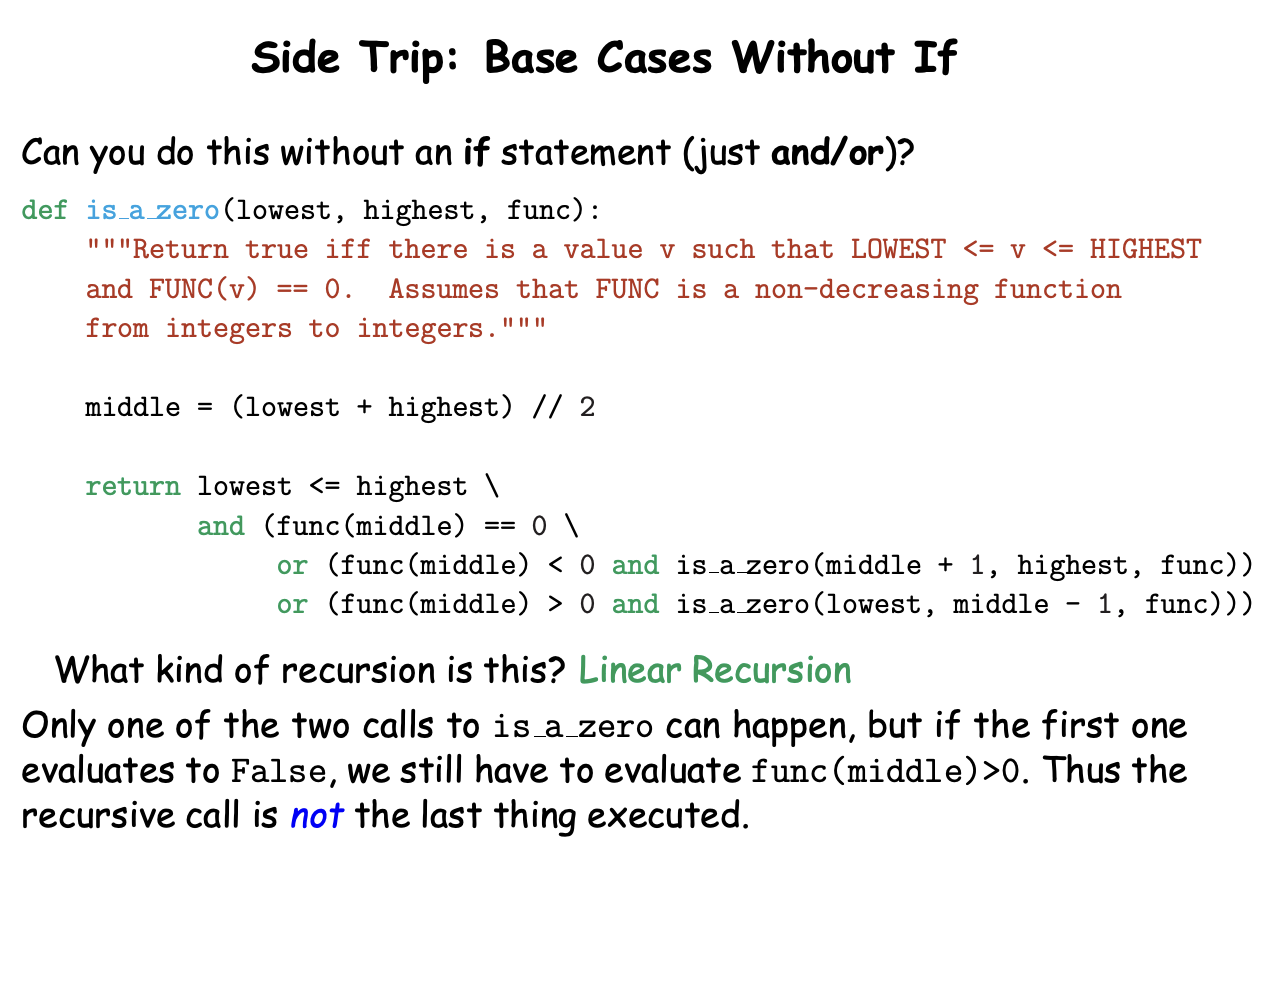 Side Trip: Base Cases Without If
Can you do this without an if statement (just and/or)?
def is_a_zero(lowest, highest, func):
    """Return true iff there is a value v such that LOWEST <= v <= HIGHEST
    and FUNC(v) == 0.  Assumes that FUNC is a non-decreasing function
    from integers to integers."""
    middle = (lowest + highest) // 2
    return lowest <= highest \
           and (func(middle) == 0 \
                or (func(middle) < 0 and is_a_zero(middle + 1, highest, func))
                or (func(middle) > 0 and is_a_zero(lowest, middle - 1, func)))
What kind of recursion is this? Linear Recursion
Only one of the two calls to is_a_zero can happen, but if the first one
evaluates to False, we still have to evaluate func(middle)>0. Thus the
recursive call is not the last thing executed.